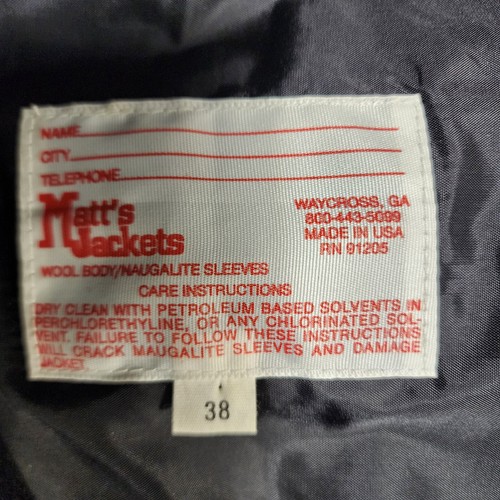 NAME
CITY
TELEPHONE
Matt's
Jackets
WAYCROSS, GA
800-443-5099
MADE IN USA
RN 91205
WOOL BODY/NAUGALITE SLEEVES
CARE INSTRUCTIONS
DRY CLEAN WITH PETROLEUM BASED SOLVENTS IN
PERCHLORETHYLINE, OR ANY CHLORINATED SOL-
VENT. FAILURE TO FOLLOW THESE INSTRUCTIONS
WILL CRACK MAUGALITE SLEEVES AND DAMAGE
JACKET
38